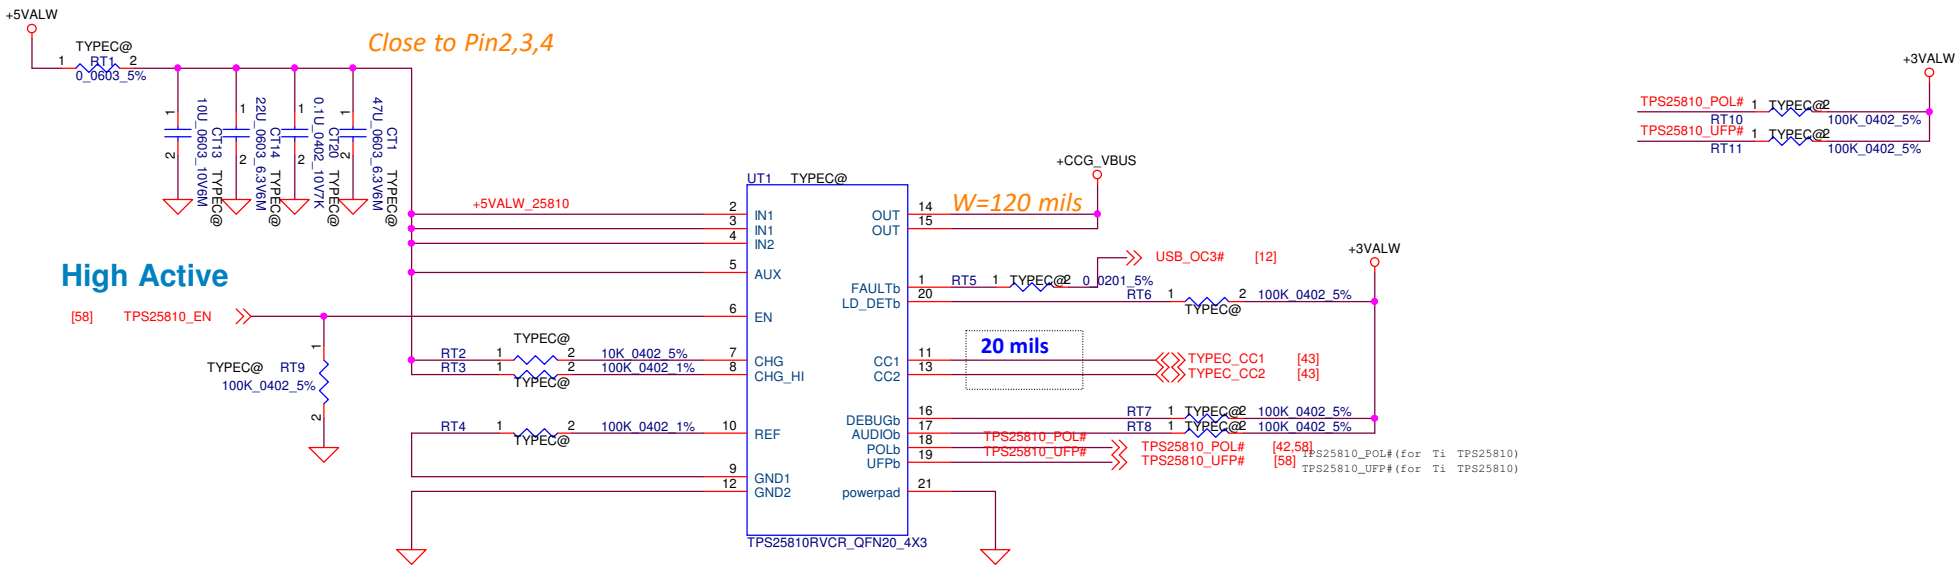 +5VALW
TYPEC@
1 RT1 2
0_0603_5%
Close to Pin2,3,4
1
2
10U_0603_10V6M
CT13 TYPEC@
1
2
22U_0603_6.3V6M
CT14 TYPEC@
1
2
0.1U_0402_10V7K
CT20 TYPEC@
1
2
47U_0603_6.3V6M
CT1 TYPEC@
+3VALW
TPS25810_POL# 1 TYPEC@ 2
RT10 100K_0402_5%
TPS25810_UFP# 1 TYPEC@ 2
RT11 100K_0402_5%
+CCG_VBUS
UT1 TYPEC@
+5VALW_25810
W=120 mils
2 IN1 OUT 14
3 IN1 OUT 15
4 IN2
+3VALW
USB_OC3# [12]
5 AUX
High Active
1 FAULTb RT5 1 TYPEC@ 2 0_0201_5%
20 LD_DETb RT6 1 2 100K_0402_5%
TYPEC@
[58] TPS25810_EN
6 EN
1
TYPEC@ RT9
100K_0402_5%
2
TYPEC@
RT2 1 2 10K_0402_5% 7 CHG
RT3 1 2 100K_0402_1% 8 CHG_HI
TYPEC@
20 mils
CC1 11 TYPEC_CC1 [43]
CC2 13 TYPEC_CC2 [43]
DEBUGb 16 RT7 1 TYPEC@ 2 100K_0402_5%
AUDIOb 17 RT8 1 TYPEC@ 2 100K_0402_5%
RT4 1 2 100K_0402_1% 10 REF
TYPEC@
POLb 18 TPS25810_POL# TPS25810_POL# [42,58]
TPS25810_POL#(for Ti TPS25810)
UFPb 19 TPS25810_UFP# TPS25810_UFP# [58]
TPS25810_UFP#(for Ti TPS25810)
9 GND1
12 GND2
powerpad 21
TPS25810RVCR_QFN20_4X3